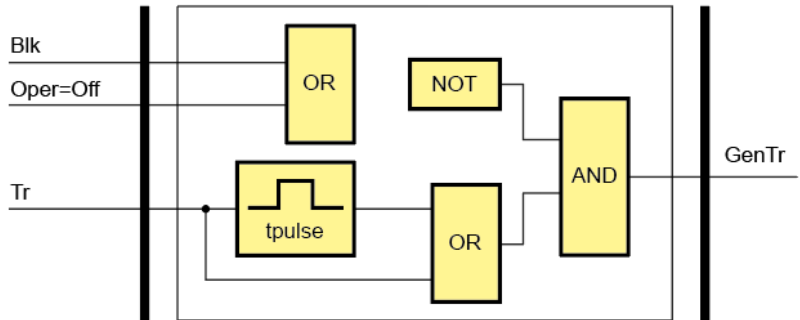 Blk
OR
NOT
Oper=Off
AND
GenTr
Tr
tpulse
OR